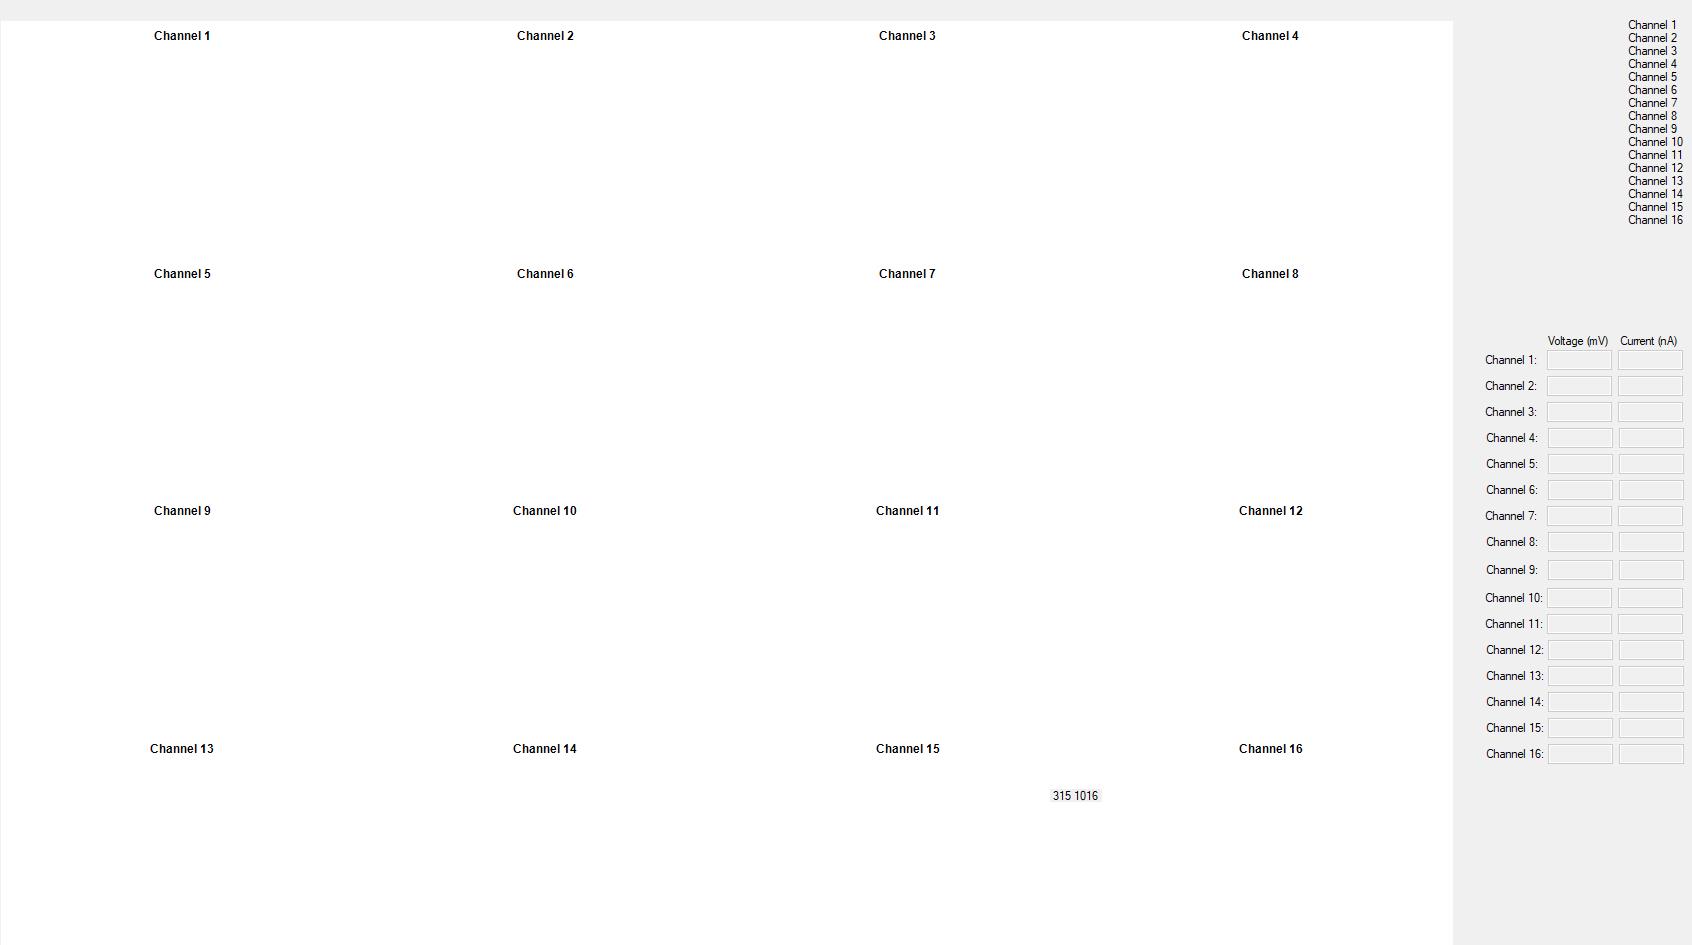 Channel 1
Channel 2
Channel 3
Channel 4
Channel 5
Channel 6
Channel 7
Channel 8
Channel 9
Channel 10
Channel 11
Channel 12
Channel 13
Channel 14
Channel 15
Channel 16
315 1016
Channel 1
Channel 2
Channel 3
Channel 4
Channel 5
Channel 6
Channel 7
Channel 8
Channel 9
Channel 10
Channel 11
Channel 12
Channel 13
Channel 14
Channel 15
Channel 16
Voltage (mV) Current (nA)
Channel 1:
Channel 2:
Channel 3:
Channel 4:
Channel 5:
Channel 6:
Channel 7:
Channel 8:
Channel 9:
Channel 10:
Channel 11:
Channel 12:
Channel 13:
Channel 14:
Channel 15:
Channel 16: